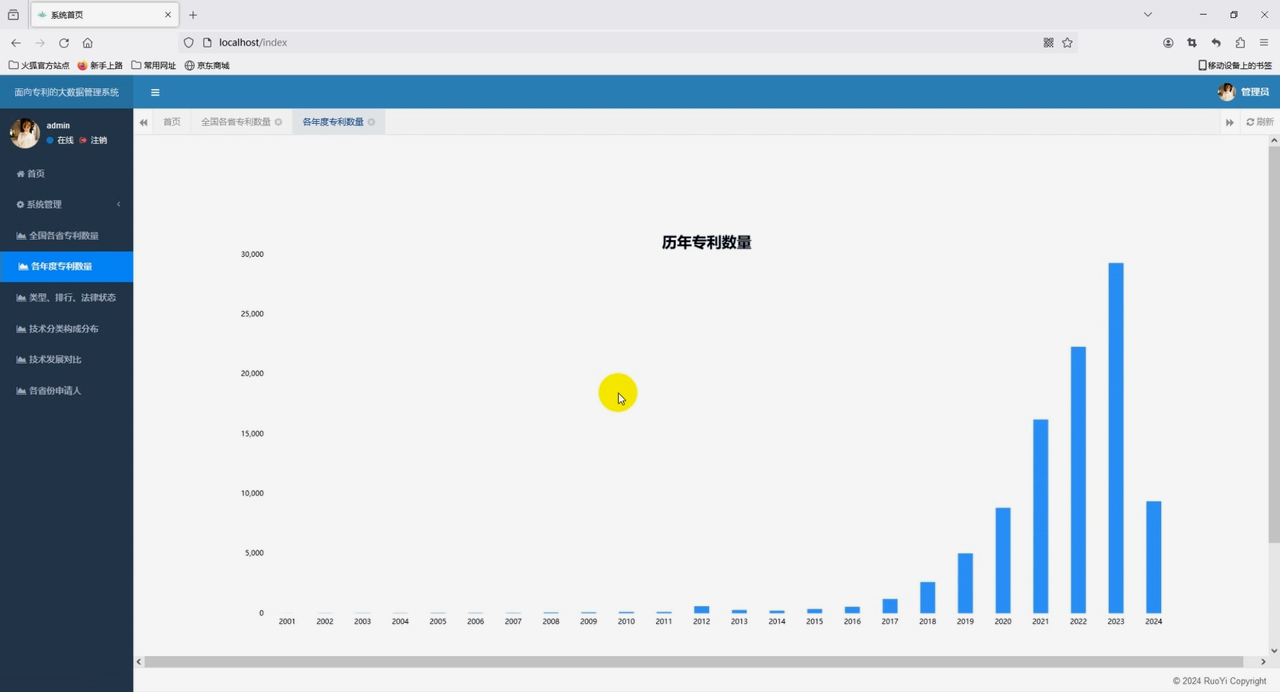 系统首页
localhost/index
火狐官方站点 新手上路 常用网址 京东商城 移动设备上的书签
面向专利的大数据管理系统 管理员
首页 全国各省专利数量 各年度专利数量 刷新
admin
在线 注销
首页
系统管理
全国各省专利数量
各年度专利数量
类型、排行、法律状态
技术分类构成分布
技术发展对比
各省份申请人
历年专利数量
30,000
25,000
20,000
15,000
10,000
5,000
0
2001 2002 2003 2004 2005 2006 2007 2008 2009 2010 2011 2012 2013 2014 2015 2016 2017 2018 2019 2020 2021 2022 2023 2024
© 2024 RuoYi Copyright